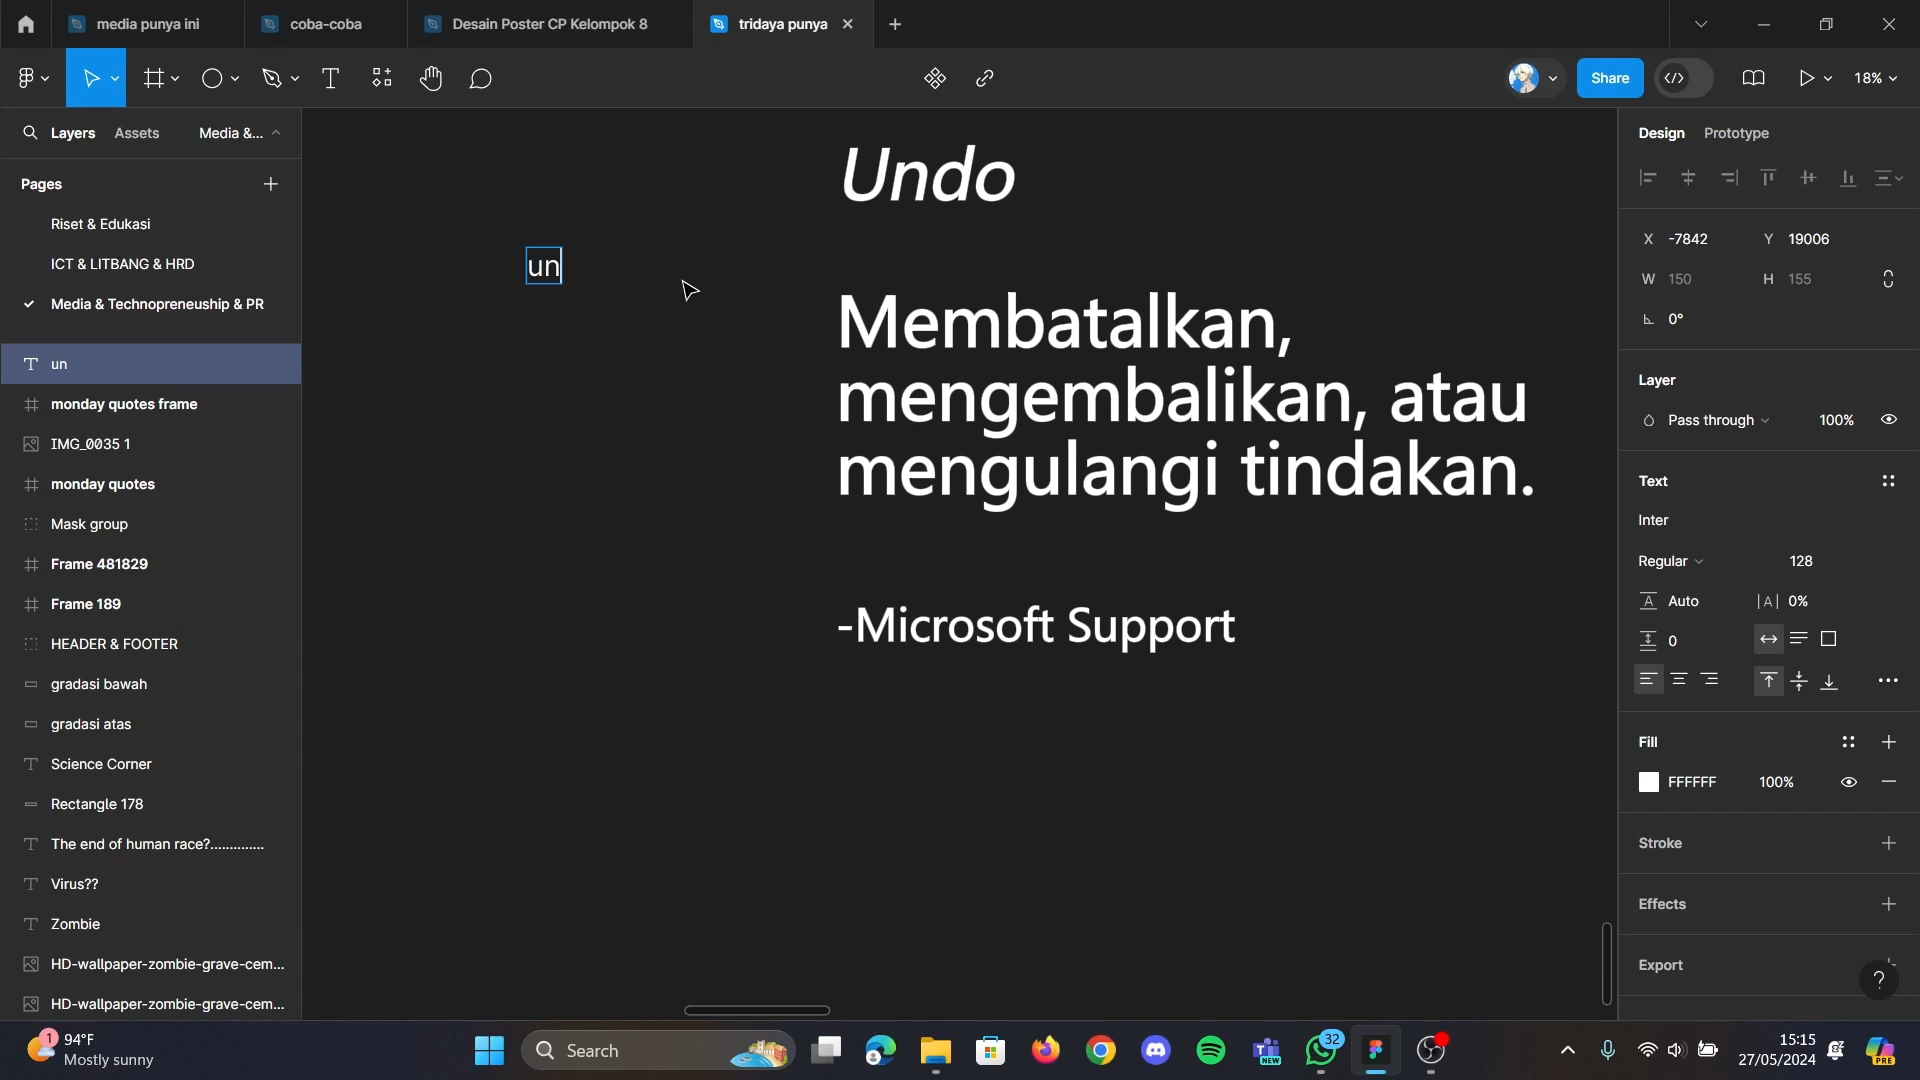 media punya ini
coba-coba
Desain Poster CP Kelompok 8
tridaya punya
Share
18%
Layers
Assets
Media &...
Design
Prototype
Pages
Riset & Edukasi
ICT & LITBANG & HRD
Media & Technopreneuship & PR
un
monday quotes frame
IMG_0035 1
monday quotes
Mask group
Frame 481829
Frame 189
HEADER & FOOTER
gradasi bawah
gradasi atas
Science Corner
Rectangle 178
The end of human race?..............
Virus??
Zombie
HD-wallpaper-zombie-grave-cem...
HD-wallpaper-zombie-grave-cem...
Undo
un
Membatalkan,
mengembalikan, atau
mengulangi tindakan.
-Microsoft Support
X -7842 Y 19006
W 150 H 155
0°
Layer
Pass through 100%
Text
Inter
Regular 128
A Auto |A| 0%
0
Fill
FFFFFF 100%
Stroke
Effects
Export
?
1
94°F
Mostly sunny
Search
NEW
32
15:15
27/05/2024
PRE